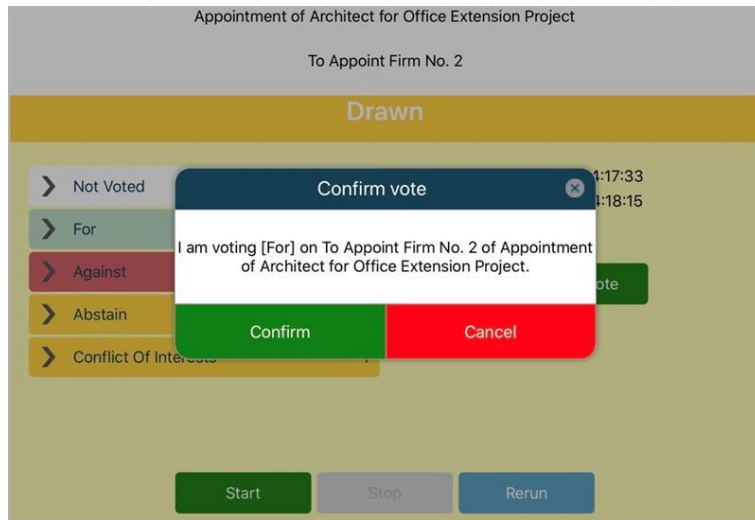 Appointment of Architect for Office Extension Project
To Appoint Firm No. 2
Drawn
Not Voted
For
Against
Abstain
Conflict Of
4:17:33
4:18:15
Confirm vote
I am voting [For] on To Appoint Firm No. 2 of Appointment
of Architect for Office Extension Project.
Confirm
Cancel
Start
Stop
Rerun